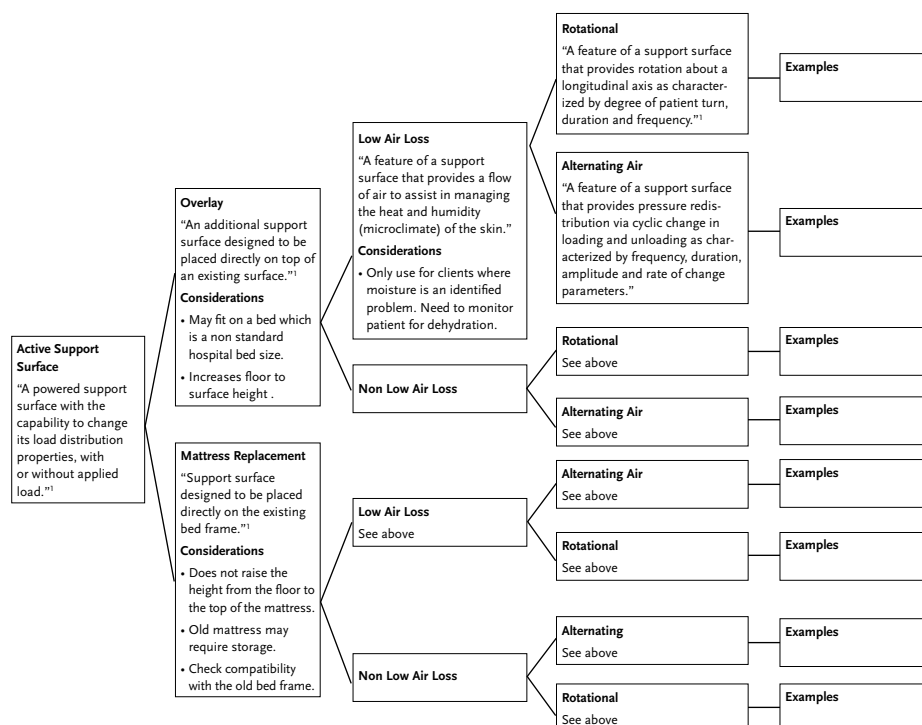 Active Support
Surface
“A powered support
surface with the
capability to change
its load distribution
properties, with
or without applied
load.”¹
Overlay
“An additional support
surface designed to be
placed directly on top of
an existing surface.”¹
Considerations
• May fit on a bed which
is a non standard
hospital bed size.
• Increases floor to
surface height .
Mattress Replacement
“Support surface
designed to be placed
directly on the existing
bed frame.”¹
Considerations
• Does not raise the
height from the floor to
the top of the mattress.
• Old mattress may
require storage.
• Check compatibility
with the old bed frame.
Low Air Loss
“A feature of a support
surface that provides a flow
of air to assist in managing
the heat and humidity
(microclimate) of the skin.”
Considerations
• Only use for clients where
moisture is an identified
problem. Need to monitor
patient for dehydration.
Non Low Air Loss
Low Air Loss
See above
Non Low Air Loss
Rotational
“A feature of a support surface
that provides rotation about a
longitudinal axis as character-
ized by degree of patient turn,
duration and frequency.”¹
Examples
Alternating Air
“A feature of a support surface
that provides pressure redis-
tribution via cyclic change in
loading and unloading as char-
acterized by frequency, duration,
amplitude and rate of change
parameters.”
Examples
Rotational
See above
Examples
Alternating Air
See above
Examples
Alternating Air
See above
Examples
Rotational
See above
Examples
Alternating
See above
Examples
Rotational
See above
Examples